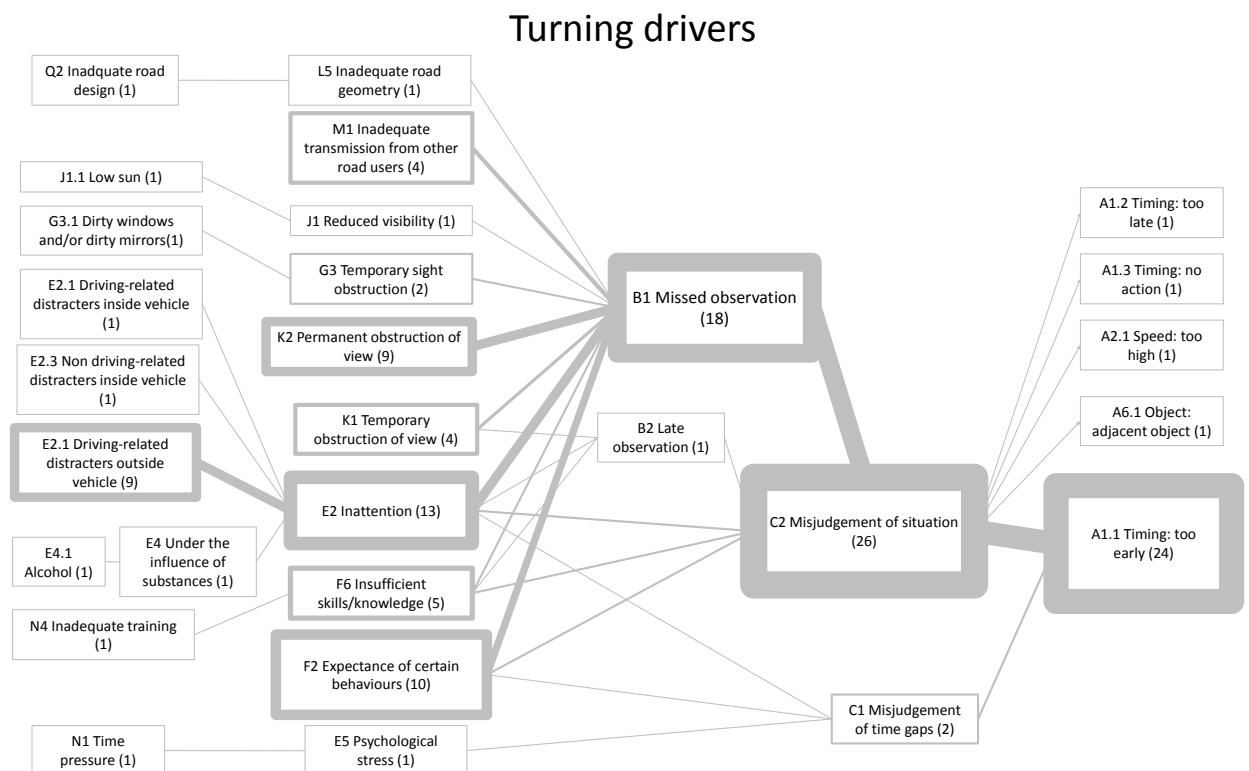 Turning drivers
Q2 Inadquate road
design (1)
L5 Inadequate road
geometry (1)
M1 Inadequate
transmission from other
road users (4)
J1.1 Low sun (1)
J1 Reduced visibility (1)
G3.1 Dirty windows
and/or dirty mirrors(1)
G3 Temporary sight
obstruction (2)
E2.1 Driving-related
distracters inside vehicle
(1)
K2 Permanent obstruction of
view (9)
E2.3 Non driving-related
distracters inside vehicle
(1)
K1 Temporary
obstruction of view (4)
E2.1 Driving-related
distracters outside
vehicle (9)
E2 Inattention (13)
E4.1
Alcohol (1)
E4 Under the
influence of
substances (1)
F6 Insufficient
skills/knowledge (5)
N4 Inadequate training
(1)
F2 Expectance of certain
behaviours (10)
N1 Time
pressure (1)
E5 Psychological
stress (1)
B1 Missed observation
(18)
B2 Late
observation (1)
C2 Misjudgement of situation
(26)
C1 Misjudgement
of time gaps (2)
A1.2 Timing: too
late (1)
A1.3 Timing: no
action (1)
A2.1 Speed: too
high (1)
A6.1 Object:
adjacent object (1)
A1.1 Timing: too
early (24)